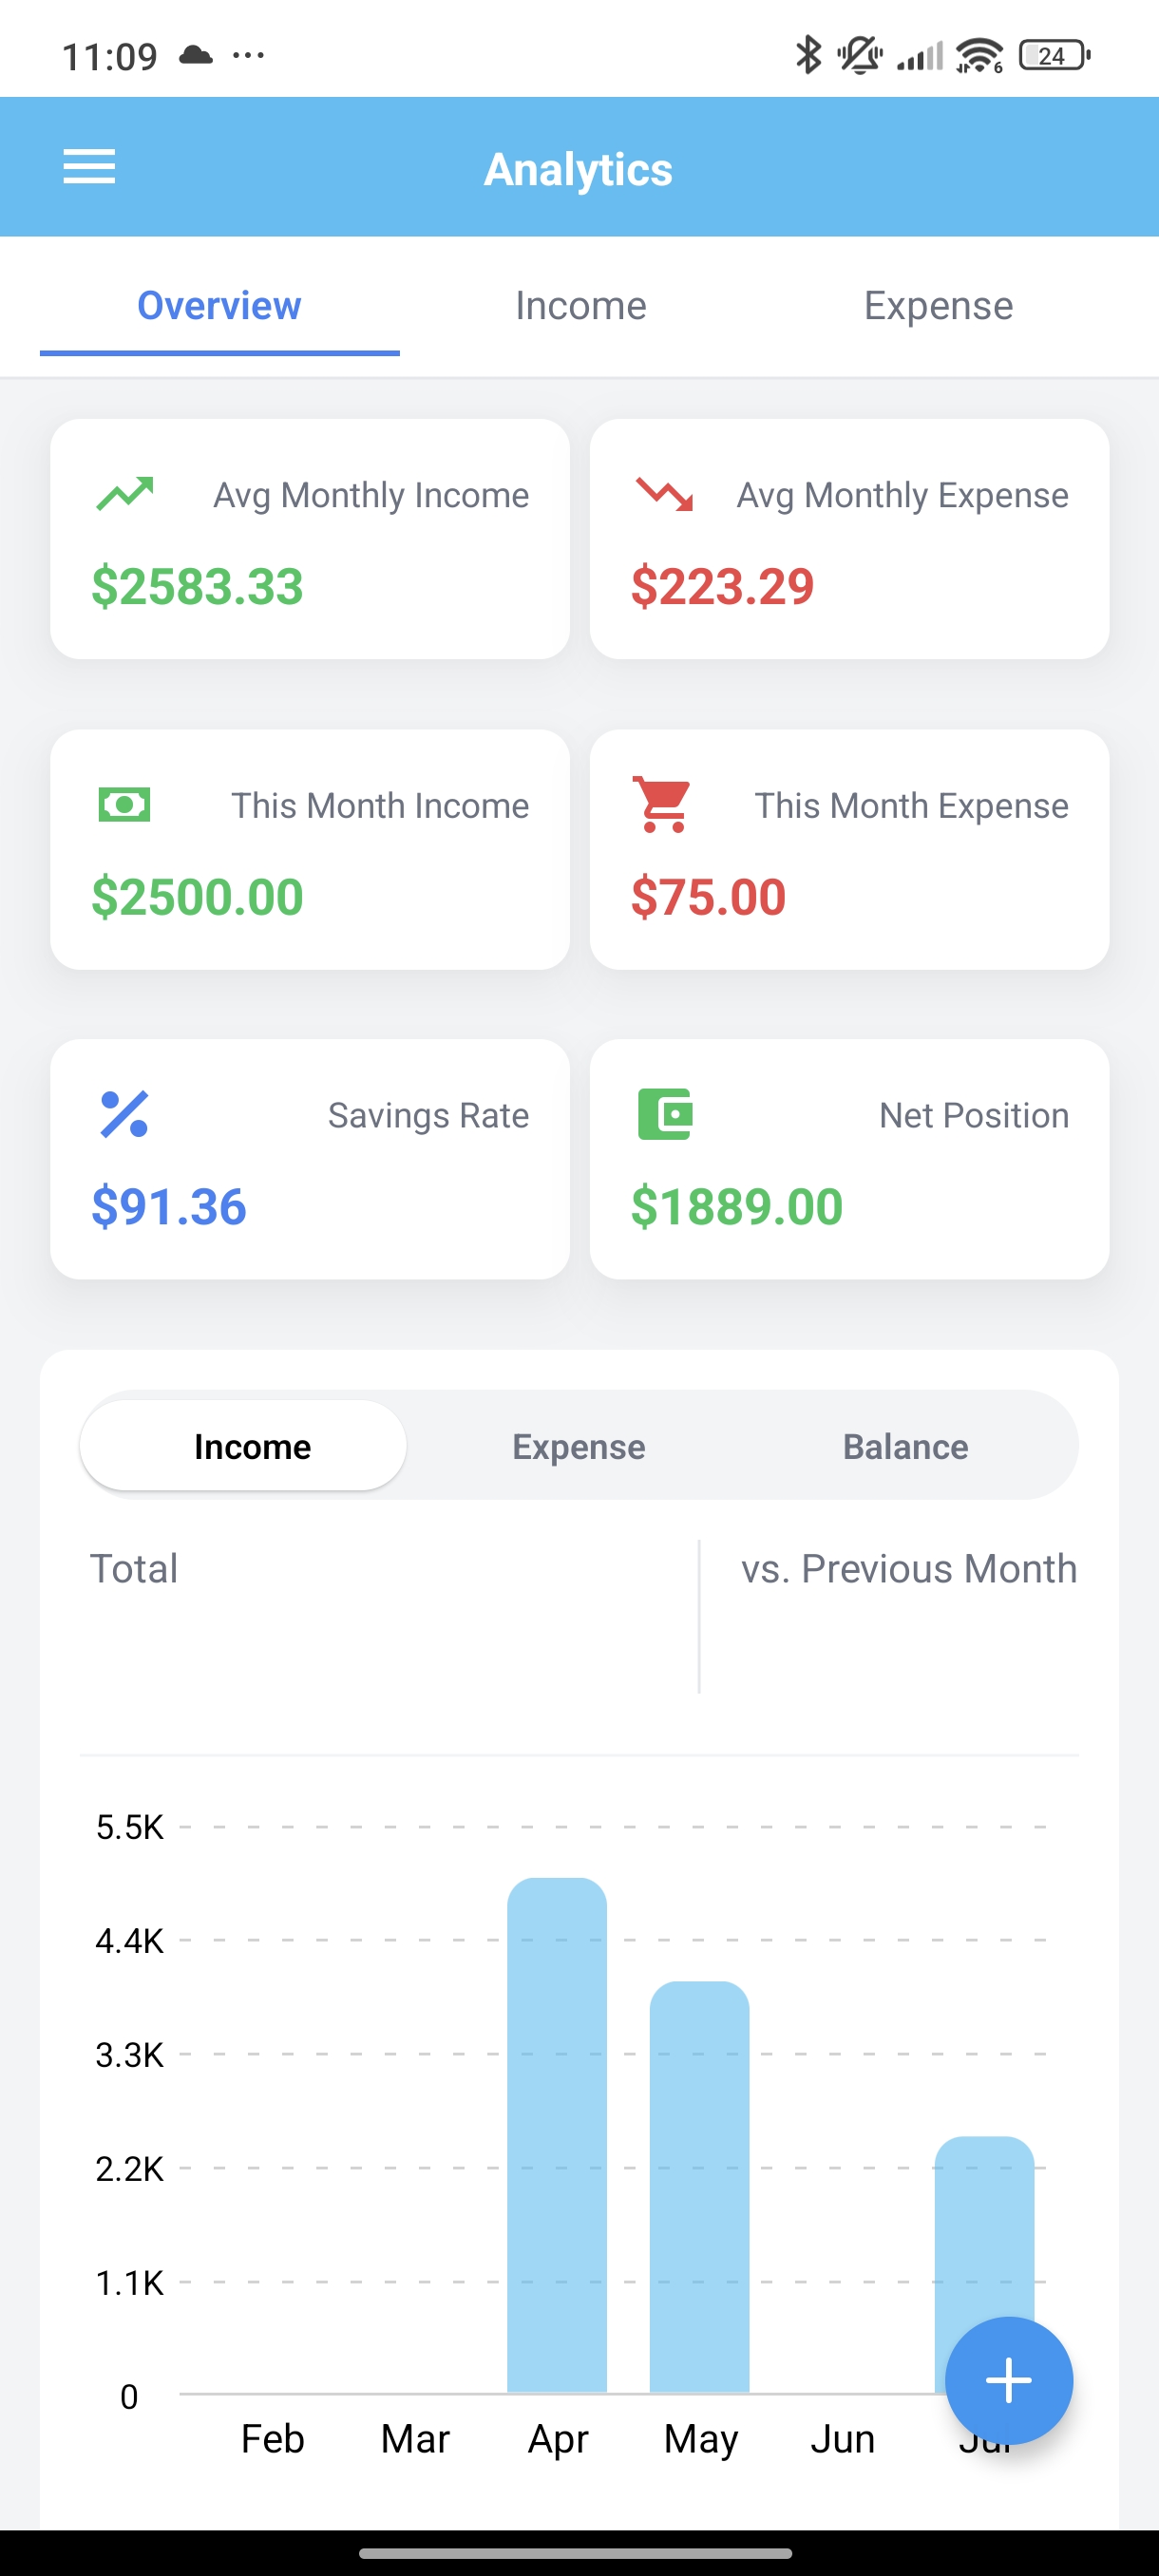 11:09 ...
6 24
Analytics
Overview Income Expense
Avg Monthly Income
$2583.33
Avg Monthly Expense
$223.29
This Month Income
$2500.00
This Month Expense
$75.00
Savings Rate
$91.36
Net Position
$1889.00
Income Expense Balance
Total vs. Previous Month
5.5K
4.4K
3.3K
2.2K
1.1K
0
Feb Mar Apr May Jun Jul